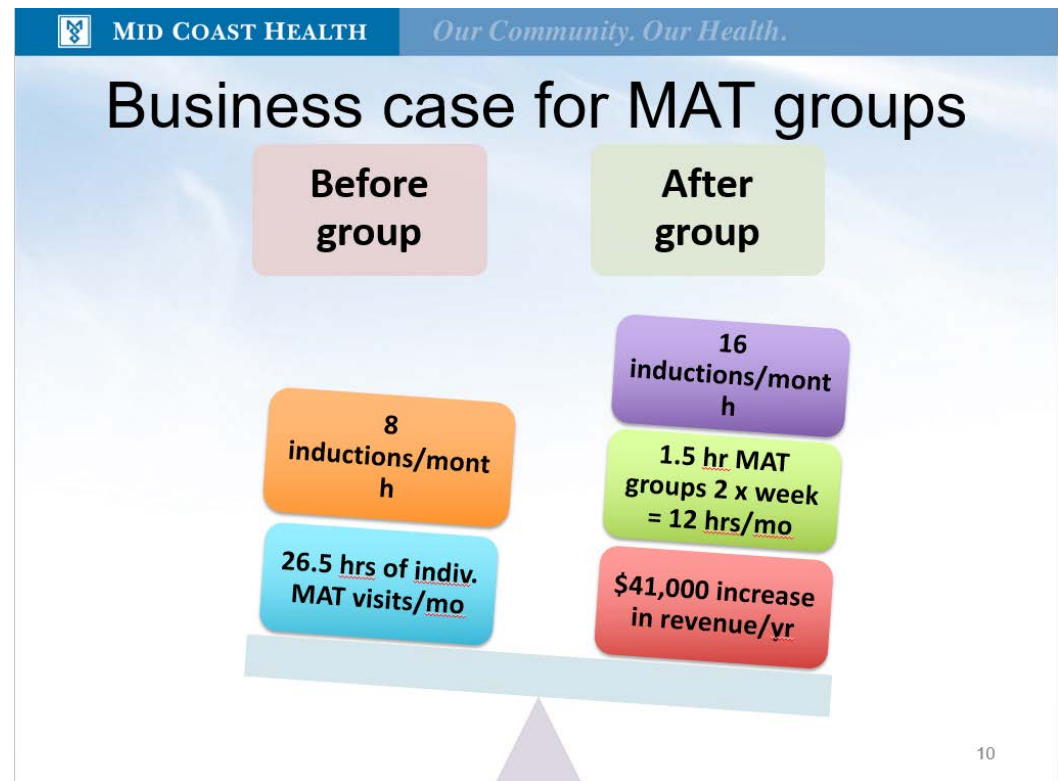 MID COAST HEALTH
Our Community. Our Health.
Business case for MAT groups
Before
group
After
group
8
inductions/mont
h
26.5 hrs of indiv.
MAT visits/mo
16
inductions/mont
h
1.5 hr MAT
groups 2 x week
= 12 hrs/mo
$41,000 increase
in revenue/yr
10